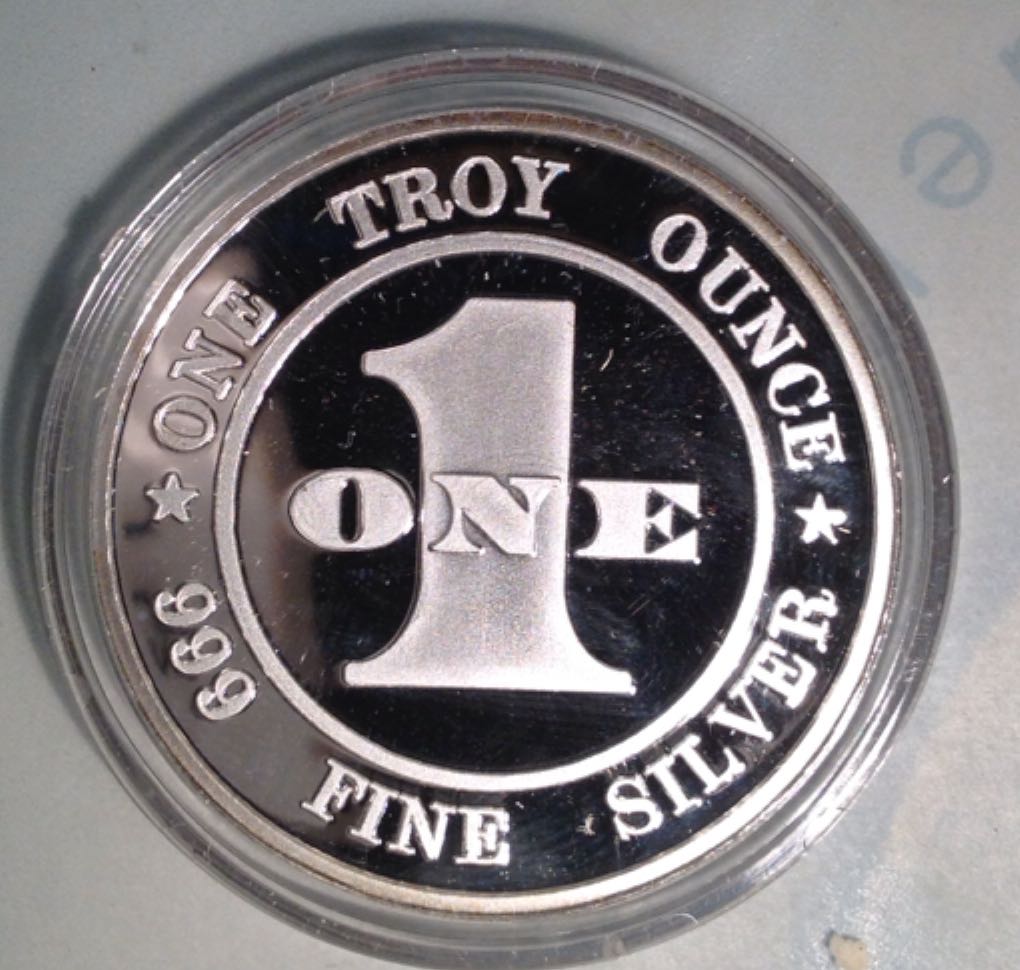 ONE TROY OUNCE
1
ONE
999 FINE SILVER